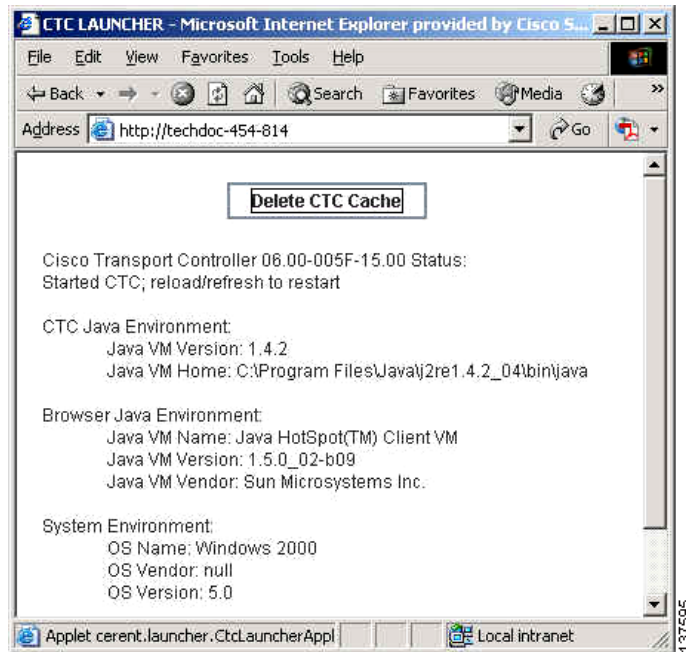 CTC LAUNCHER - Microsoft Internet Explorer provided by Cisco S...
File Edit View Favorites Tools Help
Back Search Favorites Media »
Address http://techdoc-454-814 Go
Delete CTC Cache
Cisco Transport Controller 06.00-005F-15.00 Status:
Started CTC; reload/refresh to restart
CTC Java Environment:
Java VM Version: 1.4.2
Java VM Home: C:\Program Files\Java\j2re1.4.2_04\bin\java
Browser Java Environment:
Java VM Name: Java HotSpot(TM) Client VM
Java VM Version: 1.5.0_02-b09
Java VM Vendor: Sun Microsystems Inc.
System Environment:
OS Name: Windows 2000
OS Vendor: null
OS Version: 5.0
Applet cerent.launcher.CtcLauncherAppl Local intranet
137595